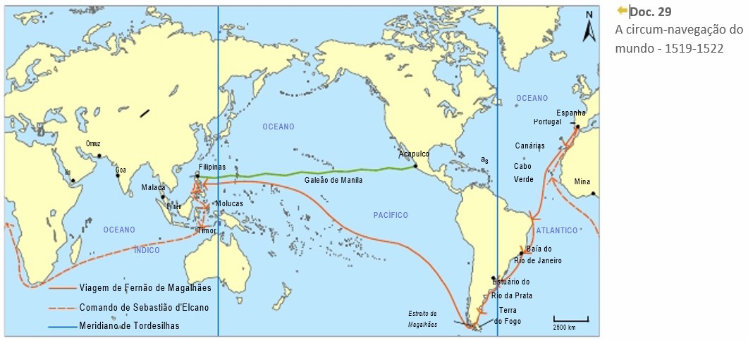 Doc. 29
A circum-navegação do
mundo - 1519-1522
N
OCEANO
OCEANO
Espanha
Portugal
Canárias
Cabo
Verde
Mina
Acapulco
Filipinas
Galeão de Manila
Goa
Malaca
Molucas
Timor
OCEANO
ÍNDICO
PACÍFICO
ATLANTICO
Baía do
Rio de Janeiro
Estuário do
Rio da Prata
Terra
do Fogo
Estreito de
Magalhães
Viagem de Fernão de Magalhães
Comando de Sebastião d'Elcano
Meridiano de Tordesilhas
2600 km